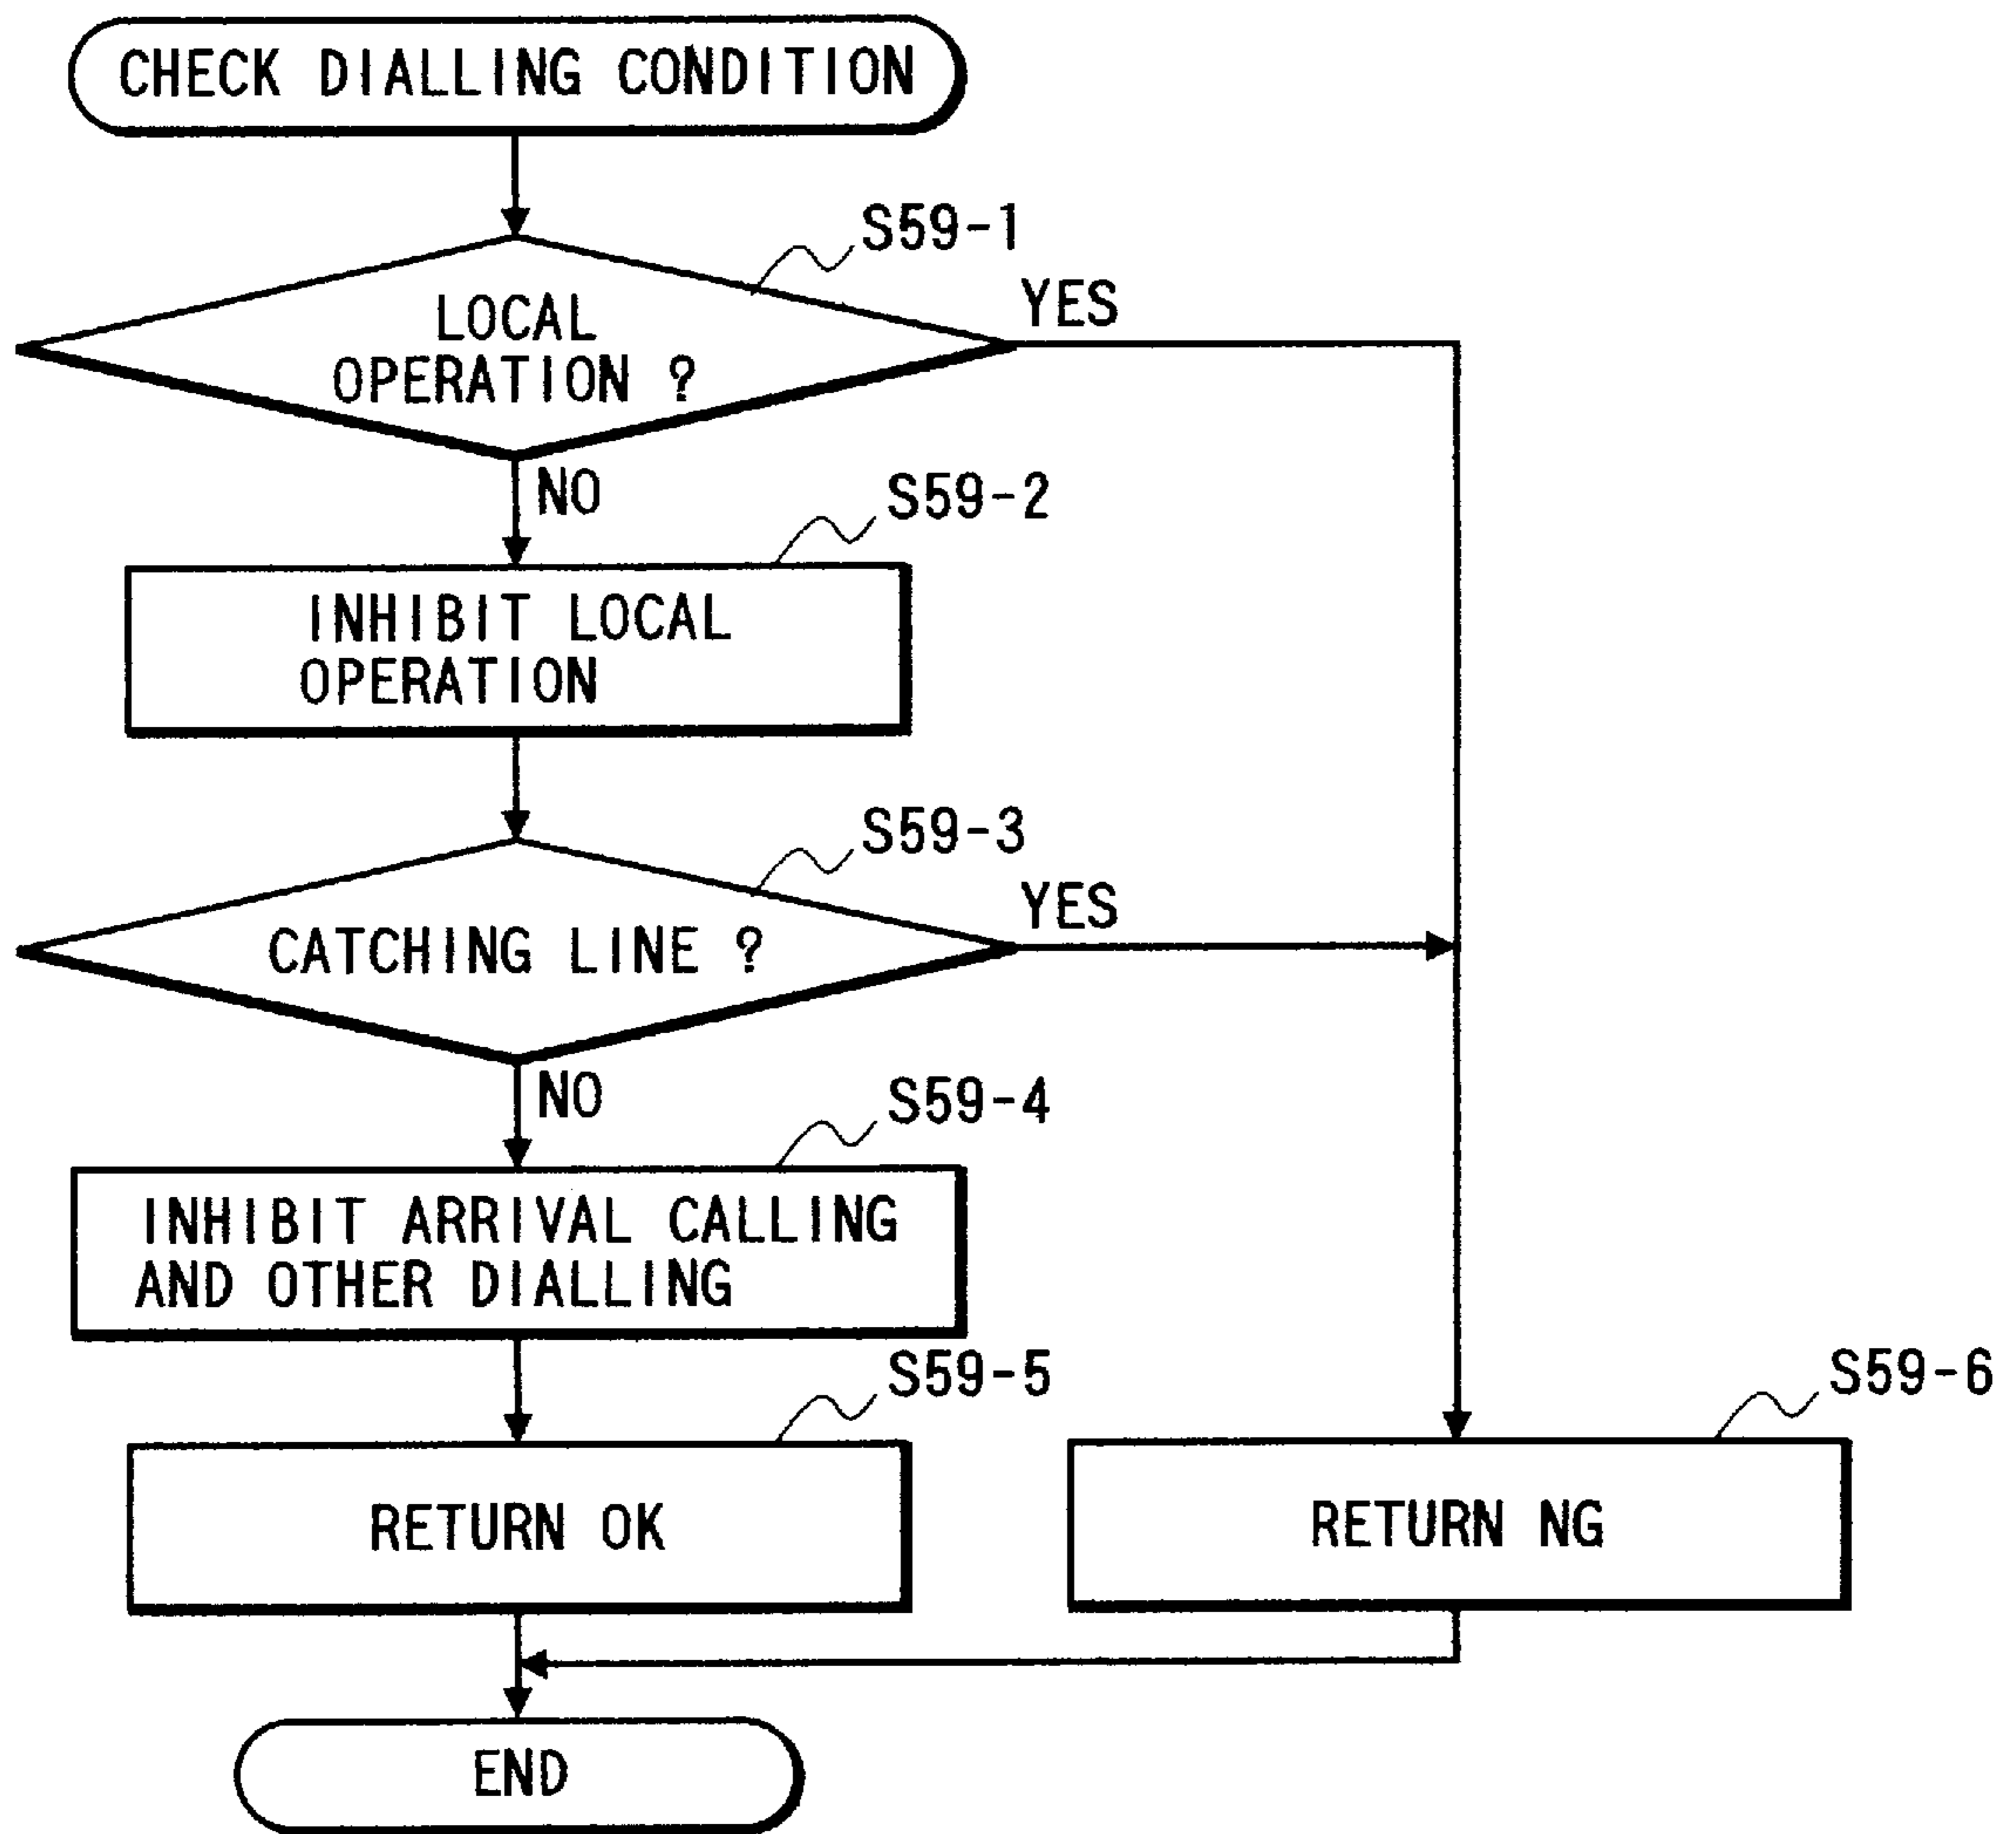 CHECK DIALLING CONDITION
S59-1
LOCAL
OPERATION ?
YES
NO
S59-2
INHIBIT LOCAL
OPERATION
S59-3
CATCHING LINE ?
YES
NO
S59-4
INHIBIT ARRIVAL CALLING
AND OTHER DIALLING
S59-5
RETURN OK
S59-6
RETURN NG
END